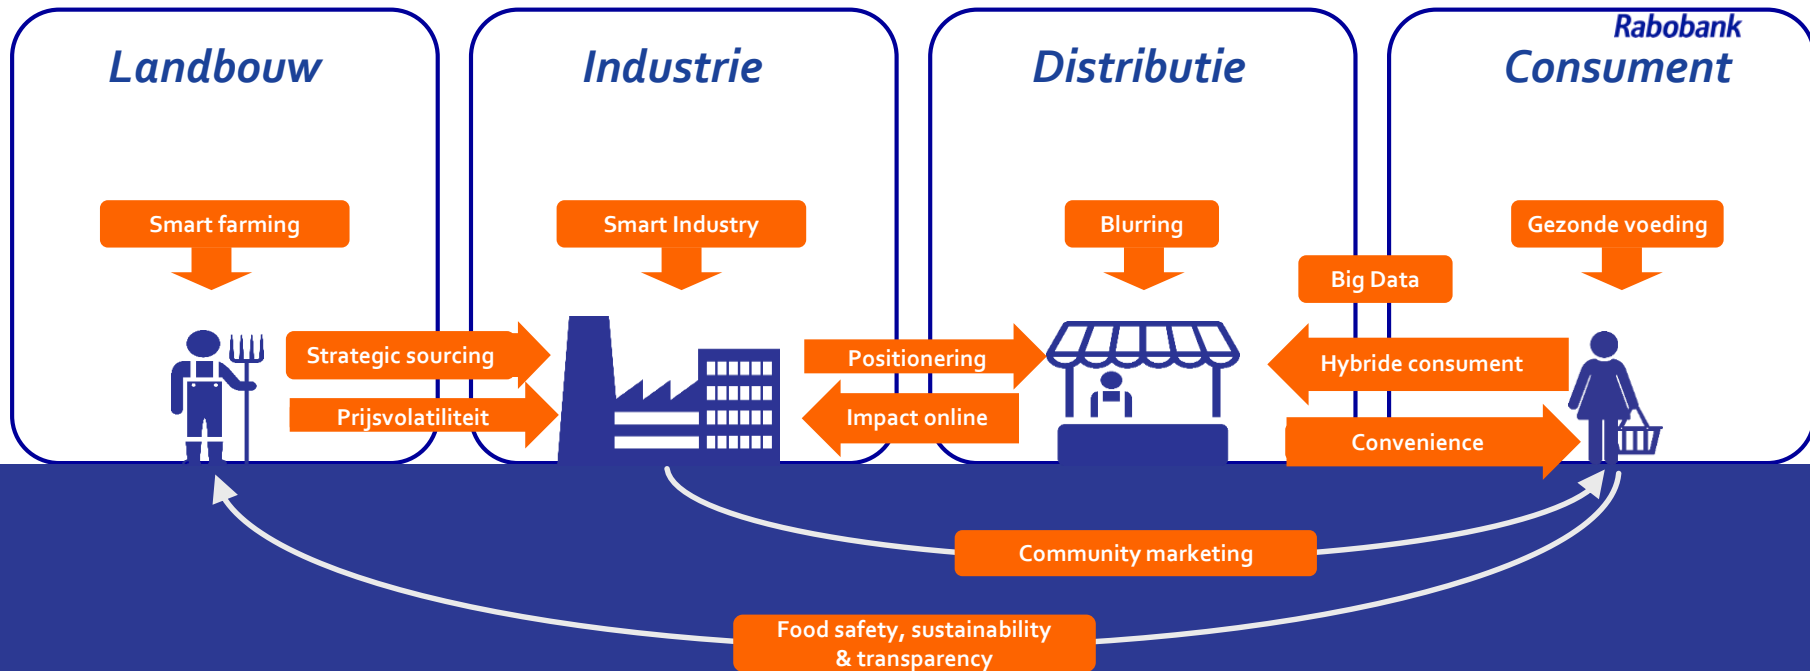 Rabobank
Landbouw
Industrie
Distributie
Consument
Smart farming
Smart Industry
Blurring
Gezonde voeding
Big Data
Strategic sourcing
Positionering
Hybride consument
Prijsvolatiliteit
Impact online
Convenience
Community marketing
Food safety, sustainability
& transparency